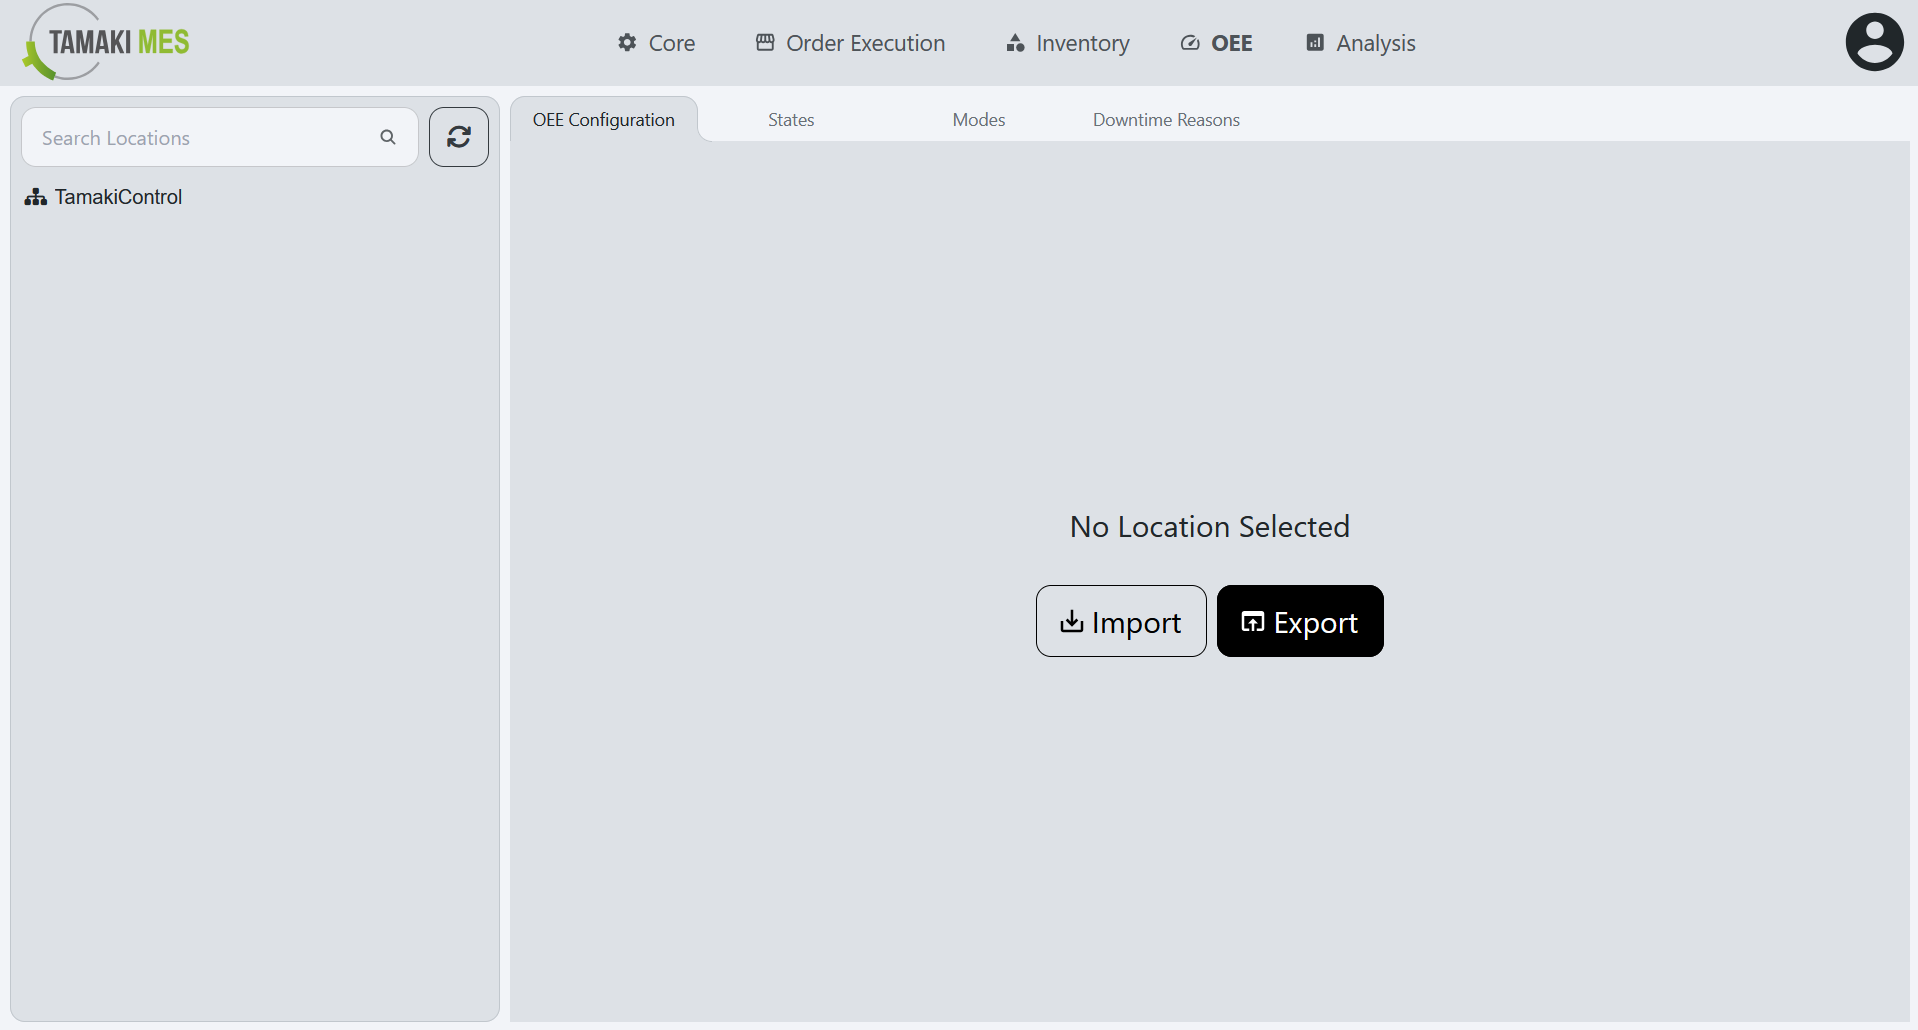 TAMAKI MES
Core
Order Execution
Inventory
OEE
Analysis
Search Locations
TamakiControl
OEE Configuration
States
Modes
Downtime Reasons
No Location Selected
Import
Export